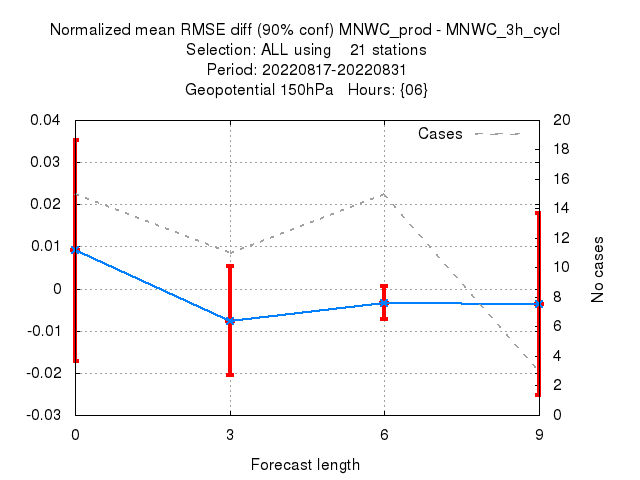 Normalized mean RMSE diff (90% conf) MNWC_prod - MNWC_3h_cycl
Selection: ALL using    21 stations
Period: 20220817-20220831
Geopotential 150hPa   Hours: {06}
Cases
0.04
0.03
0.02
0.01
0
-0.01
-0.02
-0.03
20
18
16
14
12
10
8
6
4
2
0
No cases
0 3 6 9
Forecast length